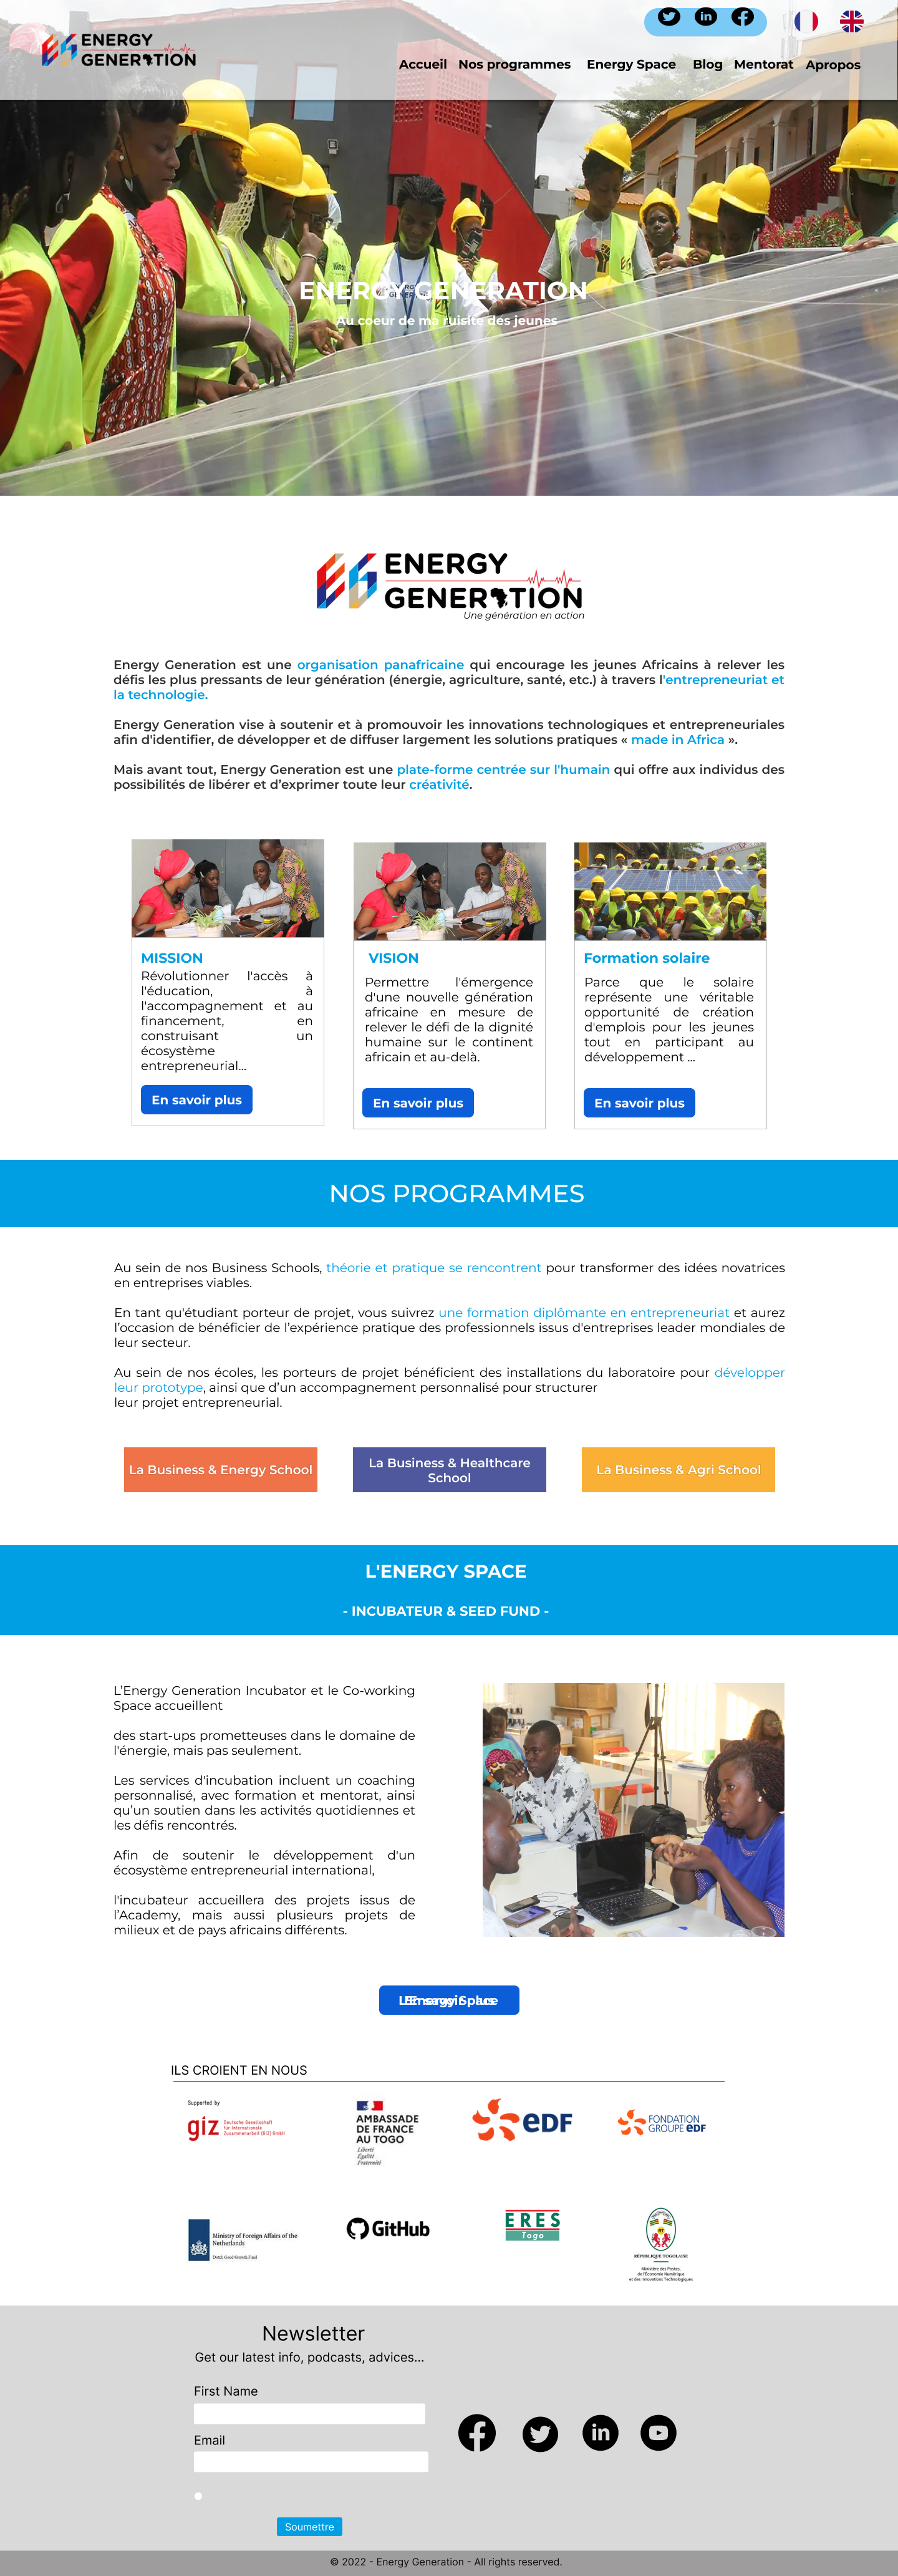 ENERGY
GENERATION
Accueil Nos programmes Energy Space Blog Mentorat Apropos
ENERGY GENERATION
Au coeur de ma ruisite des jeunes
ENERGY
GENERATION
Une génération en action
Energy Generation est une organisation panafricaine qui encourage les jeunes Africains à relever les
défis les plus pressants de leur génération (énergie, agriculture, santé, etc.) à travers l'entrepreneuriat et
la technologie.
Energy Generation vise à soutenir et à promouvoir les innovations technologiques et entrepreneuriales
afin d'identifier, de développer et de diffuser largement les solutions pratiques « made in Africa ».
Mais avant tout, Energy Generation est une plate-forme centrée sur l'humain qui offre aux individus des
possibilités de libérer et d’exprimer toute leur créativité.
MISSION
Révolutionner l'accès à
l'éducation, à
l'accompagnement et au
financement, en
construisant un
écosystème
entrepreneurial...
En savoir plus
VISION
Permettre l'émergence
d'une nouvelle génération
africaine en mesure de
relever le défi de la dignité
humaine sur le continent
africain et au-delà.
En savoir plus
Formation solaire
Parce que le solaire
représente une véritable
opportunité de création
d'emplois pour les jeunes
tout en participant au
développement ...
En savoir plus
NOS PROGRAMMES
Au sein de nos Business Schools, théorie et pratique se rencontrent pour transformer des idées novatrices
en entreprises viables.
En tant qu'étudiant porteur de projet, vous suivrez une formation diplômante en entrepreneuriat et aurez
l’occasion de bénéficier de l’expérience pratique des professionnels issus d'entreprises leader mondiales de
leur secteur.
Au sein de nos écoles, les porteurs de projet bénéficient des installations du laboratoire pour développer
leur prototype, ainsi que d’un accompagnement personnalisé pour structurer
leur projet entrepreneurial.
La Business & Energy School
La Business & Healthcare
School
La Business & Agri School
L'ENERGY SPACE
- INCUBATEUR & SEED FUND -
L’Energy Generation Incubator et le Co-working
Space accueillent
des start-ups prometteuses dans le domaine de
l'énergie, mais pas seulement.
Les services d'incubation incluent un coaching
personnalisé, avec formation et mentorat, ainsi
qu’un soutien dans les activités quotidiennes et
les défis rencontrés.
Afin de soutenir le développement d'un
écosystème entrepreneurial international,
l'incubateur accueillera des projets issus de
l’Academy, mais aussi plusieurs projets de
milieux et de pays africains différents.
ILS CROIENT EN NOUS
Supported by
giz Deutsche Gesellschaft
für Internationale
Zusammenarbeit (GIZ) GmbH
AMBASSADE
DE FRANCE
AU TOGO
Liberté
Égalité
Fraternité
edf
FONDATION
GROUPE EDF
Ministry of Foreign Affairs of the
Netherlands
Dutch Good Growth Fund
GitHub
ERES
Togo
RÉPUBLIQUE TOGOLAISE
Ministère des Postes,
de l'Économie Numérique
et des Innovations Technologiques
Newsletter
Get our latest info, podcasts, advices...
First Name
Email
Soumettre
© 2022 - Energy Generation - All rights reserved.